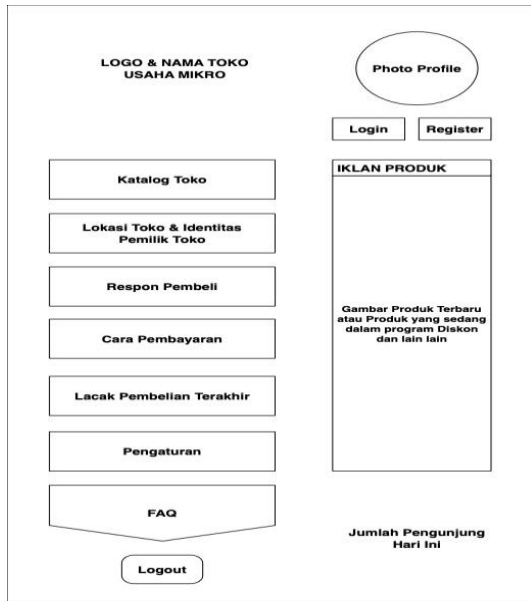 LOGO & NAMA TOKO
USAHA MIKRO
Photo Profile
Login
Register
Katalog Toko
Lokasi Toko & Identitas
Pemilik Toko
Respon Pembeli
Cara Pembayaran
Lacak Pembelian Terakhir
Pengaturan
FAQ
Logout
IKLAN PRODUK
Gambar Produk Terbaru
atau Produk yang sedang
dalam program Diskon
dan lain lain
Jumlah Pengunjung
Hari Ini